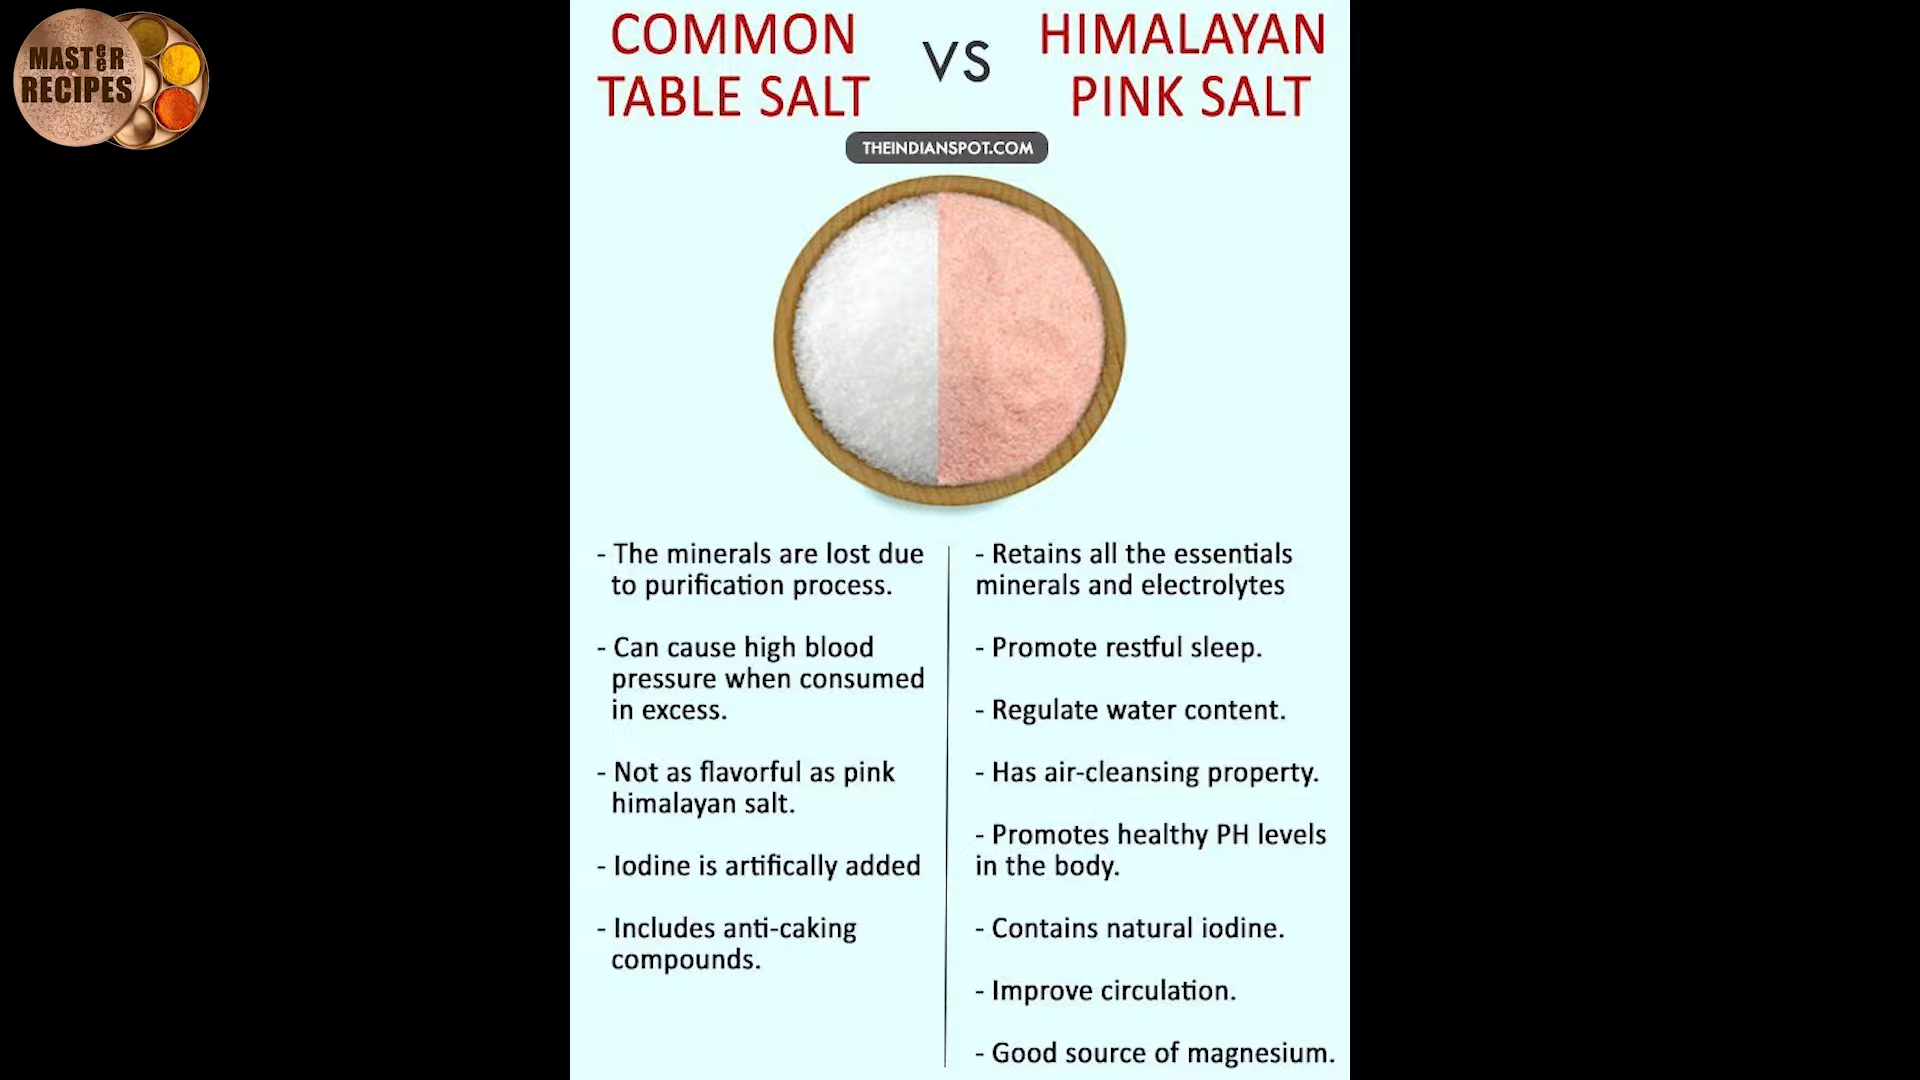 MASTER
RECIPES
COMMON
TABLE SALT
VS
HIMALAYAN
PINK SALT
THEINDIANSPOT.COM
- The minerals are lost due
to purification process.
- Can cause high blood
pressure when consumed
in excess.
- Not as flavorful as pink
himalayan salt.
- Iodine is artifically added
- Includes anti-caking
compounds.
- Retains all the essentials
minerals and electrolytes
- Promote restful sleep.
- Regulate water content.
- Has air-cleansing property.
- Promotes healthy PH levels
in the body.
- Contains natural iodine.
- Improve circulation.
- Good source of magnesium.